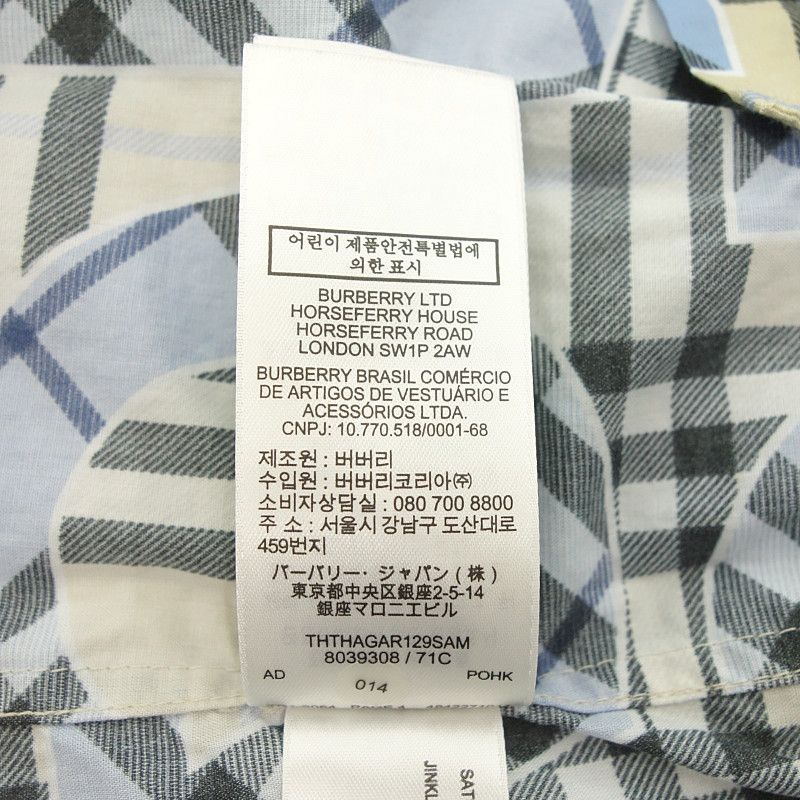 어린이 제품안전특별법에
의한 표시
BURBERRY LTD
HORSEFERRY HOUSE
HORSEFERRY ROAD
LONDON SW1P 2AW
BURBERRY BRASIL COMÉRCIO
DE ARTIGOS DE VESTUÁRIO E
ACESSÓRIOS LTDA.
CNPJ: 10.770.518/0001-68
제조원 : 버버리
수입원 : 버버리코리아㈜
소비자상담실 : 080 700 8800
주 소 : 서울시 강남구 도산대로
459번지
バーバリー・ジャパン ( 株 )
東京都中央区銀座2-5-14
銀座マロニエビル
THTHAGAR129SAM
8039308 / 71C
AD POHK
014
SAT
JINKL